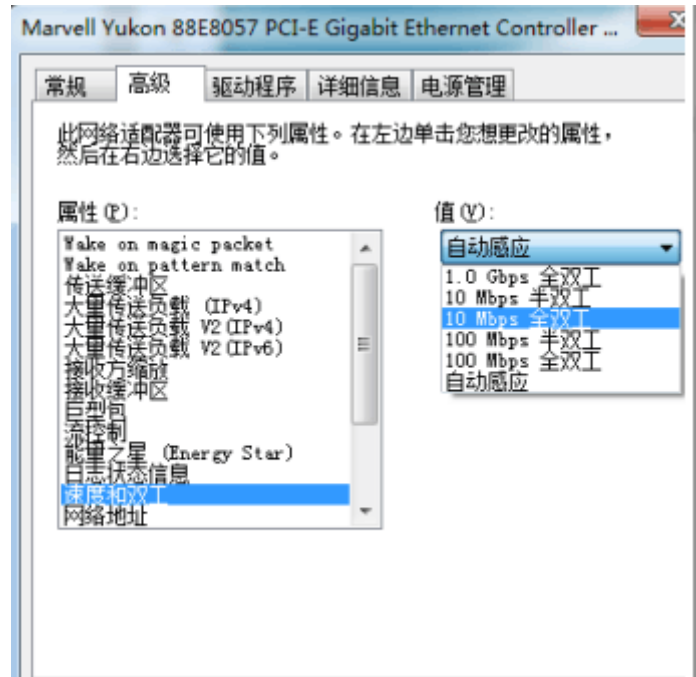 Marvell Yukon 88E8057 PCI-E Gigabit Ethernet Controller ...
常规 高级 驱动程序 详细信息 电源管理
此网络适配器可使用下列属性。在左边单击您想更改的属性，
然后在右边选择它的值。
属性(P):
Wake on magic packet
Wake on pattern match
传送缓冲区
大量传送负载 (IPv4)
大量传送负载 V2(IPv4)
大量传送负载 V2(IPv6)
接收方缩放
接收缓冲区
巨型包
流控制
能量之星 (Energy Star)
日志状态信息
速度和双工
网络地址
值(V):
自动感应
1.0 Gbps 全双工
10 Mbps 半双工
10 Mbps 全双工
100 Mbps 半双工
100 Mbps 全双工
自动感应